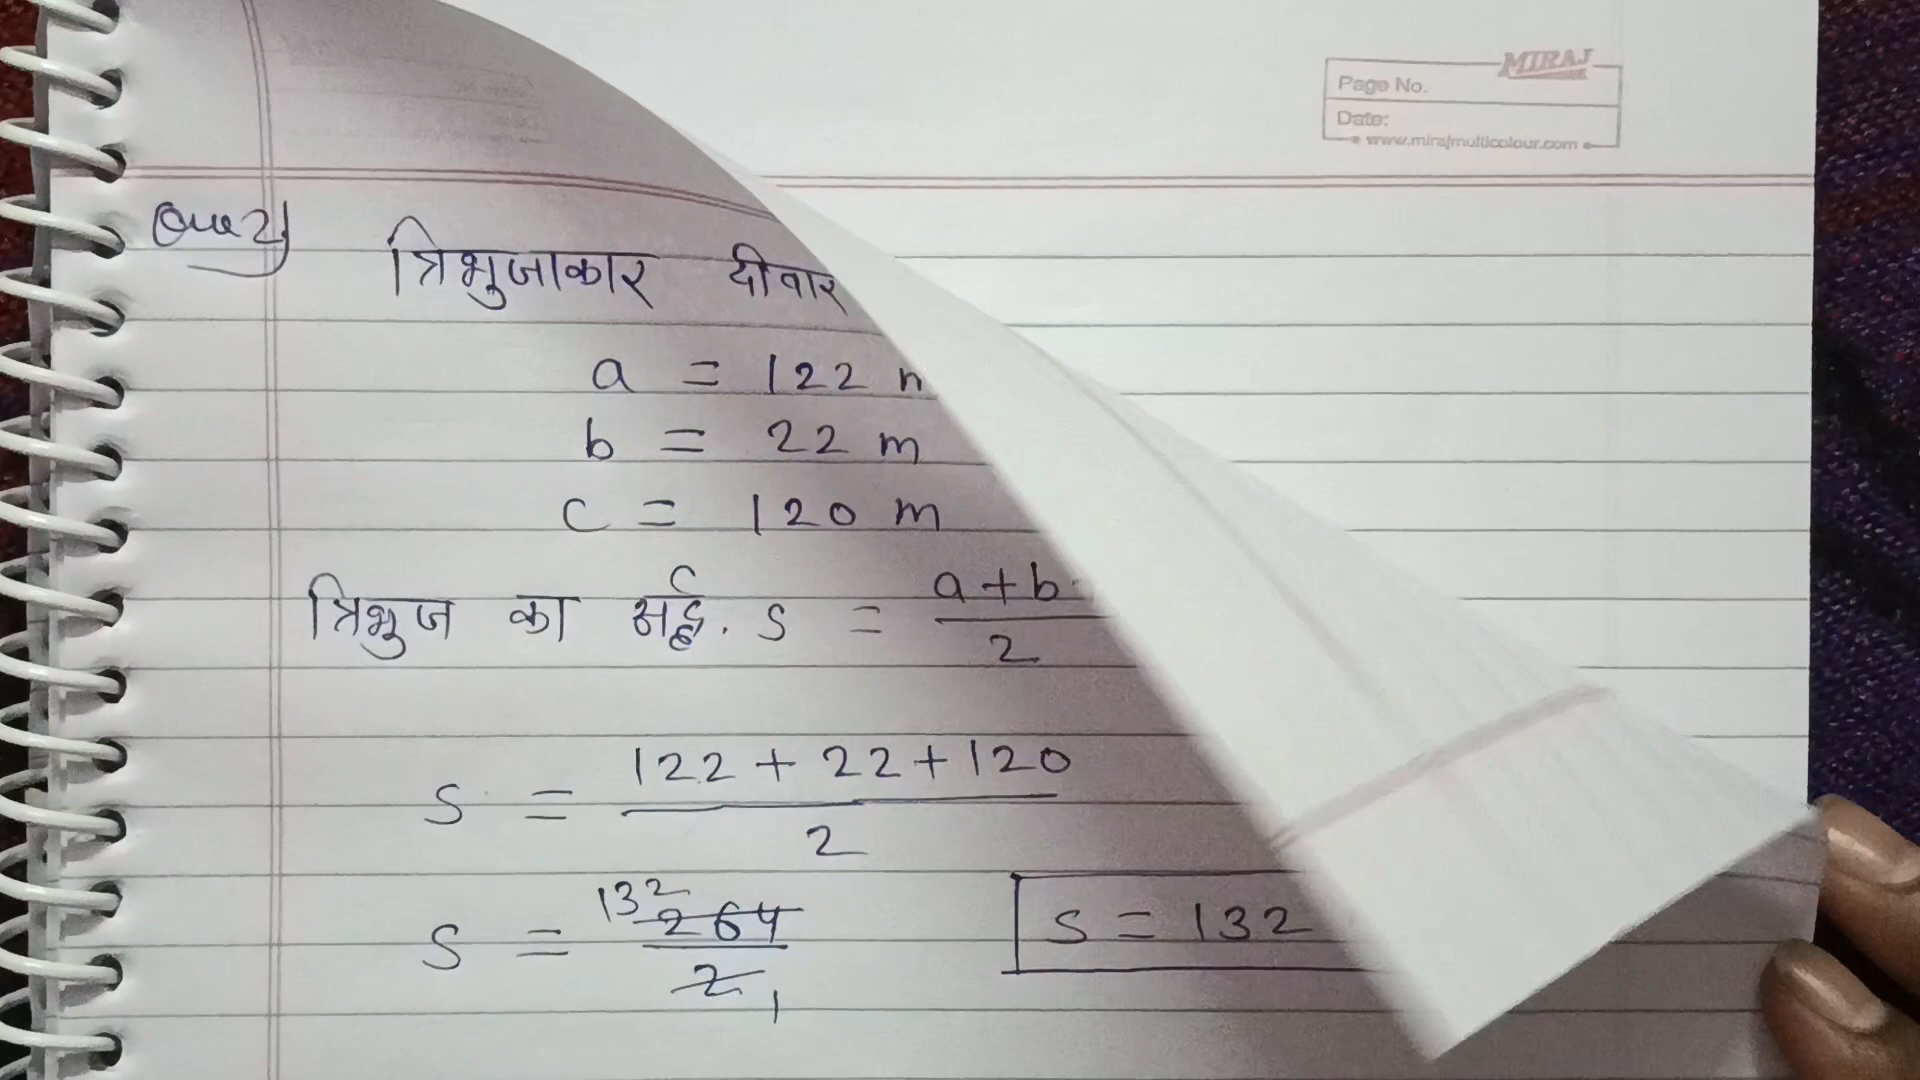 MIRAJ
Page No.
Date:
www.mirajmulticolour.com
Que 2)
त्रिभुजाकार दीवार
a = 122 m
b = 22 m
c = 120 m
त्रिभुज का अर्द्ध. s = a+b
2
s = 122 + 22 + 120
2
132
s = 264
2 1
s = 132